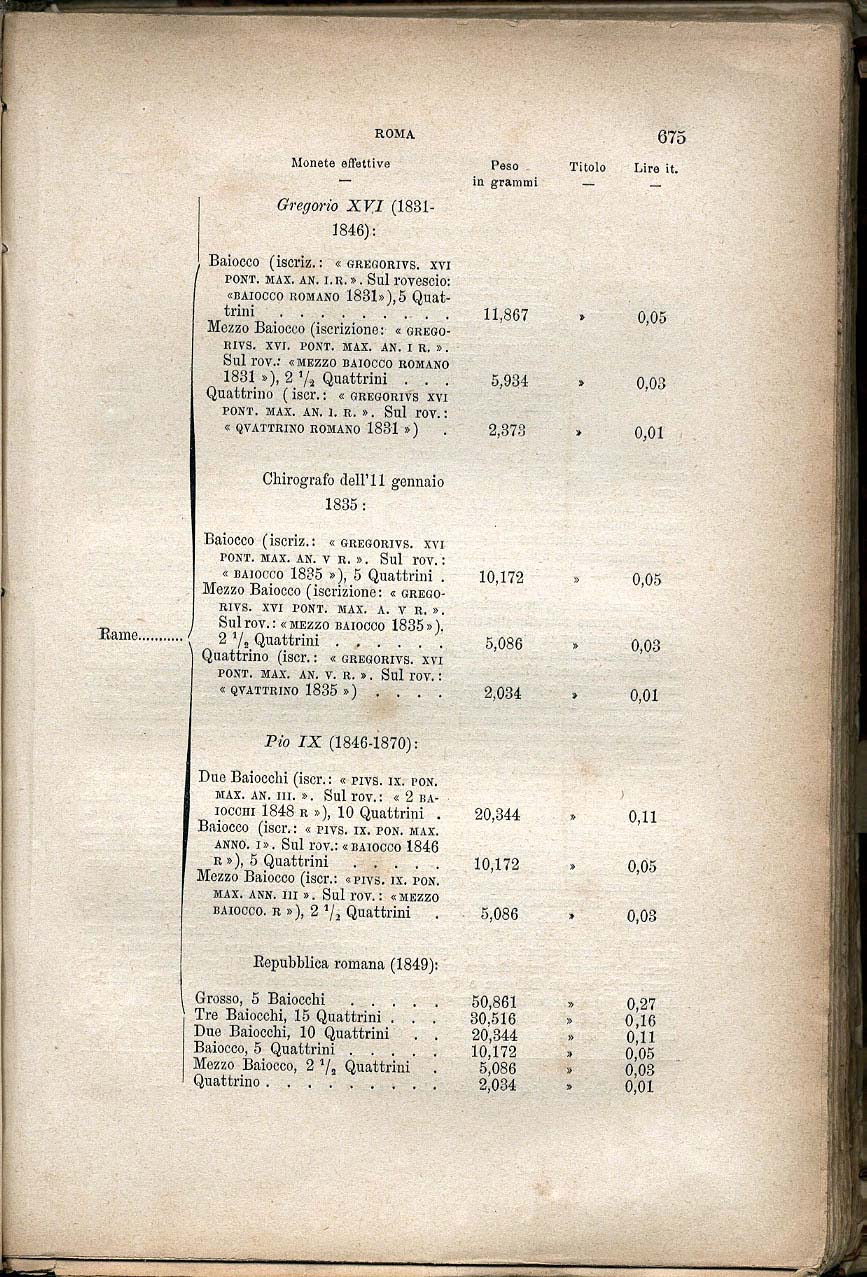 ROMA 675
Monete effettive Peso in grammi Titolo Lire it.
Gregorio XVI (1831-
1846):
Baiocco (iscriz.: « GREGORIVS. XVI
PONT. MAX. AN. I.R. ». Sul rovescio:
«BAIOCCO ROMANO 1831»), 5 Quat-
trini . . . . . . . . . 11,867 » 0,05
Mezzo Baiocco (iscrizione: « GREGO-
RIVS. XVI. PONT. MAX. AN. I R. ».
Sul rov.: «MEZZO BAIOCCO ROMANO
1831 »), 2 1/2 Quattrini . . . 5,934 » 0,03
Quattrino (iscr.: « GREGORIVS XVI
PONT. MAX. AN. I. R. ». Sul rov.:
« QVATTRINO ROMANO 1831 ») . 2,373 » 0,01
Chirografo dell'11 gennaio
1835:
Baiocco (iscriz.: « GREGORIVS. XVI
PONT. MAX. AN. V R. ». Sul rov.:
« BAIOCCO 1835 »), 5 Quattrini . 10,172 » 0,05
Mezzo Baiocco (iscrizione: « GREGO-
RIVS. XVI PONT. MAX. A. V R. ».
Sul rov.: «MEZZO BAIOCCO 1835»),
Rame...........
2 1/2 Quattrini . . . . . . 5,086 » 0,03
Quattrino (iscr.: « GREGORIVS. XVI
PONT. MAX. AN. V. R. ». Sul rov.:
« QVATTRINO 1835 ») . . . . 2,034 » 0,01
Pio IX (1846-1870):
Due Baiocchi (iscr.: « PIVS. IX. PON.
MAX. AN. III. ». Sul rov.: « 2 BA-
IOCCHI 1848 R »), 10 Quattrini . 20,344 » 0,11
Baiocco (iscr.: « PIVS. IX. PON. MAX.
ANNO. I». Sul rov.: «BAIOCCO 1846
R »), 5 Quattrini . . . . . 10,172 » 0,05
Mezzo Baiocco (iscr.: «PIVS. IX. PON.
MAX. ANN. III ». Sul rov.: «MEZZO
BAIOCCO. R »), 2 1/2 Quattrini . 5,086 » 0,03
Repubblica romana (1849):
Grosso, 5 Baiocchi . . . . . 50,861 » 0,27
Tre Baiocchi, 15 Quattrini . . . 30,516 » 0,16
Due Baiocchi, 10 Quattrini . . 20,344 » 0,11
Baiocco, 5 Quattrini . . . . . 10,172 » 0,05
Mezzo Baiocco, 2 1/2 Quattrini . 5,086 » 0,03
Quattrino . . . . . . . . . 2,034 » 0,01